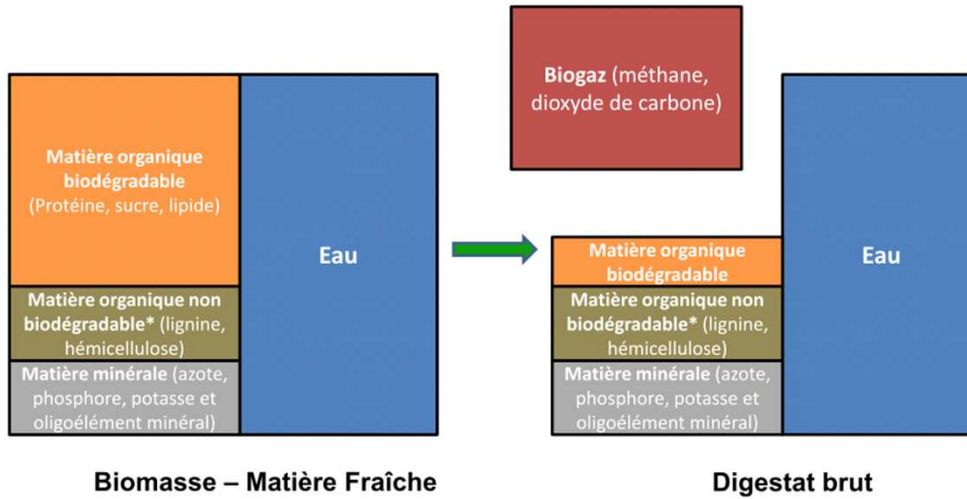 Matière organique
biodégradable
(Protéine, sucre, lipide)
Matière organique non
biodégradable* (lignine,
hémicellulose)
Matière minérale (azote,
phosphore, potasse et
oligoélément minéral)
Eau
Biomasse – Matière Fraîche
Biogaz (méthane,
dioxyde de carbone)
Matière organique
biodégradable
Matière organique non
biodégradable* (lignine,
hémicellulose)
Matière minérale (azote,
phosphore, potasse et
oligoélément minéral)
Eau
Digestat brut